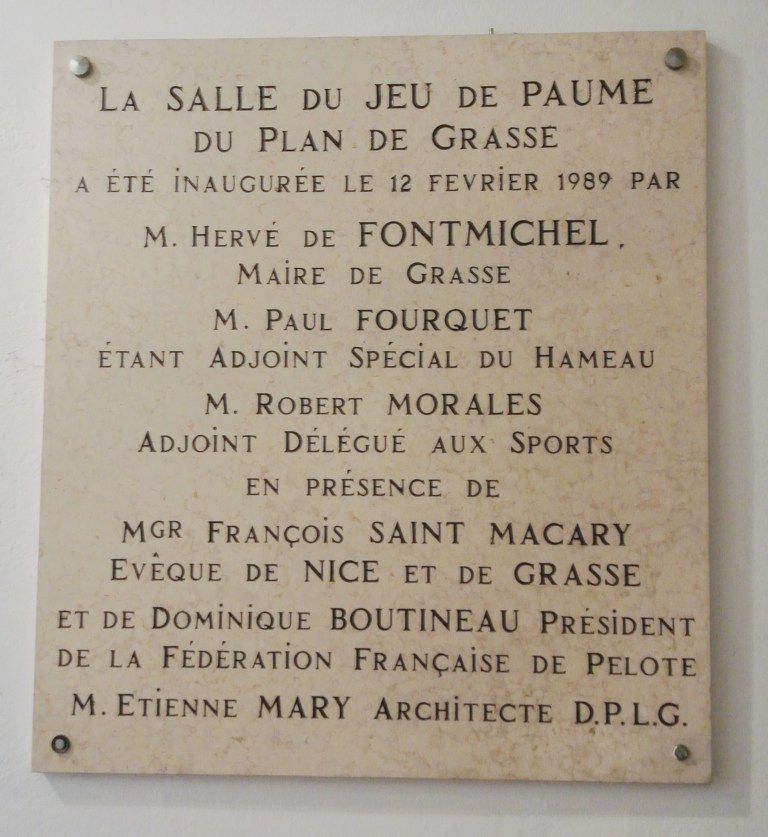 La SALLE du JEU de PAUME
du Plan de Grasse
a été inaugurée le 12 fevrier 1989 par
M. Hervé de FONTMICHEL,
Maire de Grasse
M. Paul FOURQUET
étant Adjoint Spécial du Hameau
M. Robert MORALES
Adjoint Délégué aux Sports
en présence de
Mgr François SAINT MACARY
Evêque de NICE et de GRASSE
et de Dominique BOUTINEAU Président
de la Fédération Française de Pelote
M. Etienne MARY Architecte D.P.L.G.